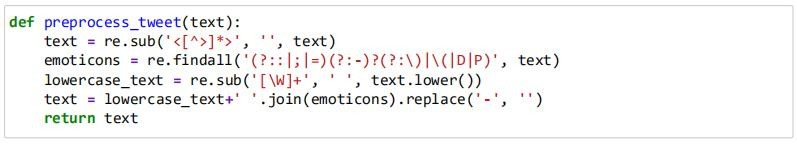 def preprocess_tweet(text):
    text = re.sub('<[^>]*>', '', text)
    emoticons = re.findall('(?::|;|=)(?:-)?(?:\)|\(|D|P)', text)
    lowercase_text = re.sub('[\W]+', ' ', text.lower())
    text = lowercase_text+' '.join(emoticons).replace('-', '')
    return text